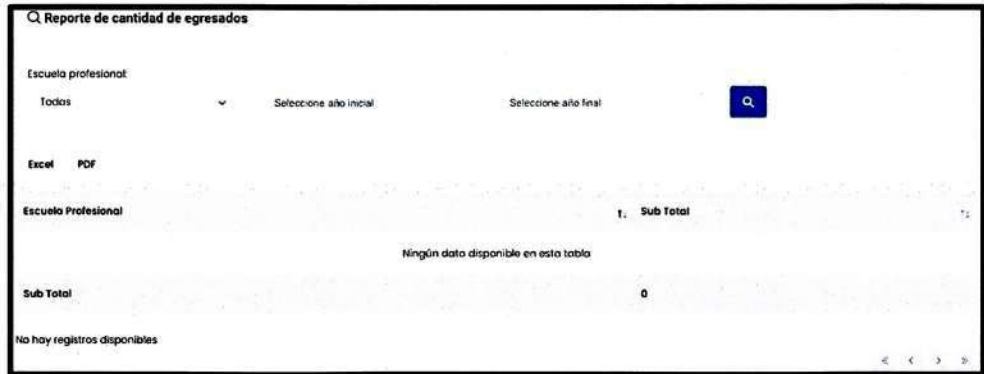 Reporte de cantidad de egresados
Escuela profesional:
Todas Seleccione año inicial Seleccione año final
Excel PDF
Escuela Profesional Sub Total
Ningún dato disponible en esta tabla
Sub Total 0
No hay registros disponibles
« ‹ › »